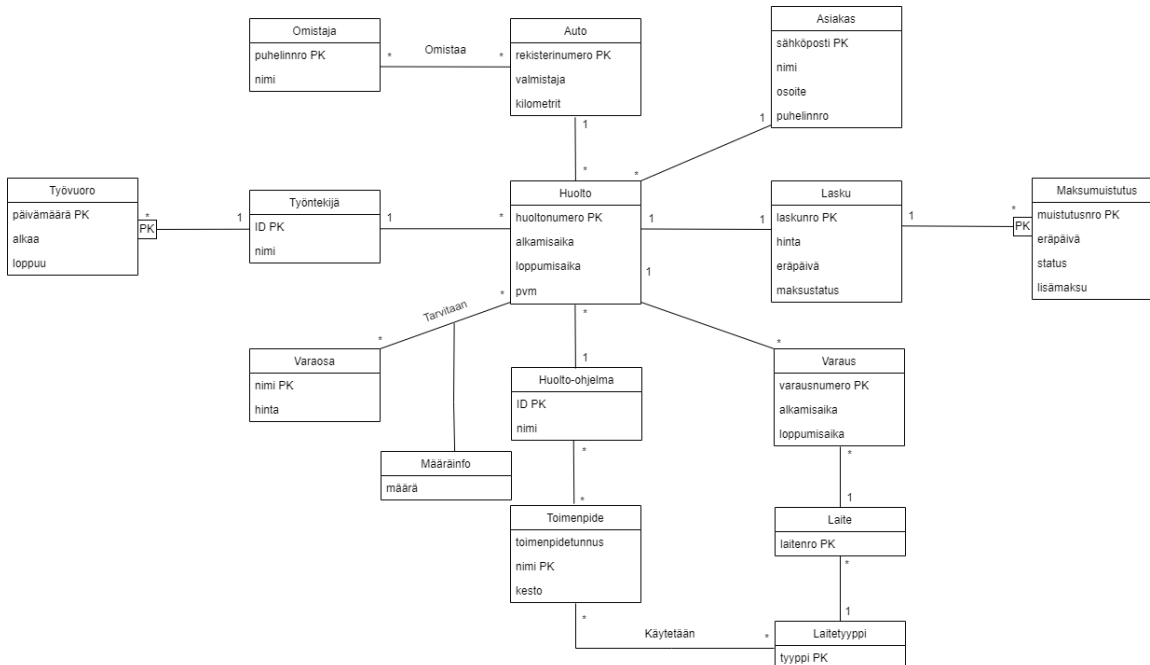 Omistaja
puhelinnro PK
nimi
*
Omistaa
*
Auto
rekisterinumero PK
valmistaja
kilometrit
1
*
Asiakas
sähköposti PK
nimi
osoite
puhelinnro
1
*
Työvuoro
päivämäärä PK
alkaa
loppuu
*
PK
1
Työntekijä
ID PK
nimi
1
*
Huolto
huoltonumero PK
alkamisaika
loppumisaika
pvm
1
1
Lasku
laskunro PK
hinta
eräpäivä
maksustatus
1
*
PK
Maksumuistutus
muistutusnro PK
eräpäivä
status
lisämaksu
1
*
Tarvitaan
*
Varaosa
nimi PK
hinta
Määräinfo
määrä
*
1
Huolto-ohjelma
ID PK
nimi
*
*
Toimenpide
toimenpidetunnus
nimi PK
kesto
*
Käytetään
*
*
Varaus
varausnumero PK
alkamisaika
loppumisaika
*
1
Laite
laitenro PK
*
1
Laitetyyppi
tyyppi PK